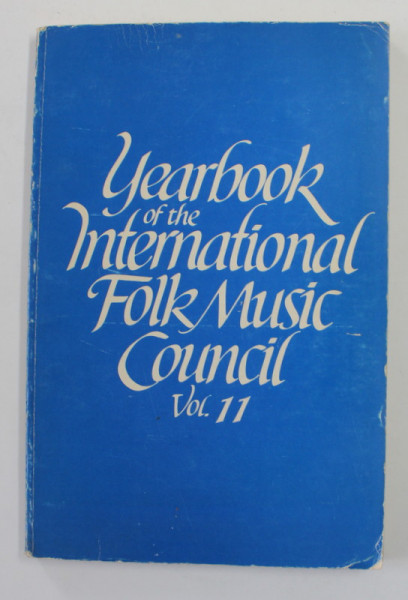 Yearbook
of the
International
Folk Music
Council
Vol. 11